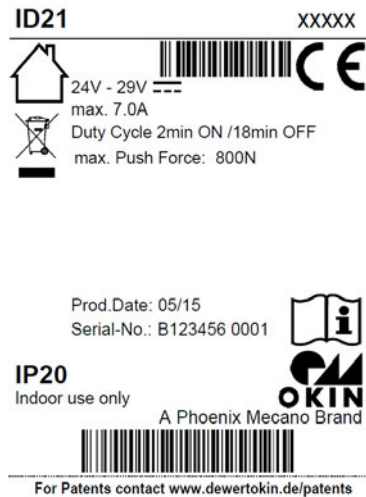 ID21 XXXXX
24V - 29V
max. 7.0A
Duty Cycle 2min ON /18min OFF
max. Push Force: 800N
Prod.Date: 05/15
Serial-No.: B123456 0001
IP20
Indoor use only
OKIN
A Phoenix Mecano Brand
For Patents contact www.dewertokin.de/patents